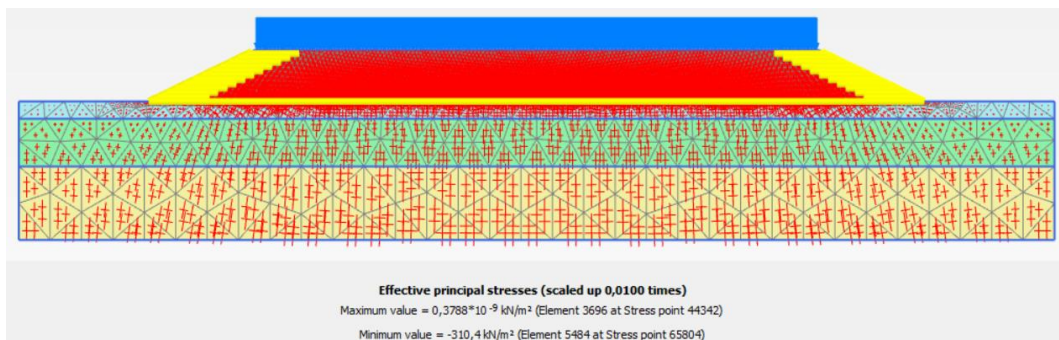 Effective principal stresses (scaled up 0,0100 times)
Maximum value = 0,3788*10 -9 kN/m² (Element 3696 at Stress point 44342)
Minimum value = -310,4 kN/m² (Element 5484 at Stress point 65804)